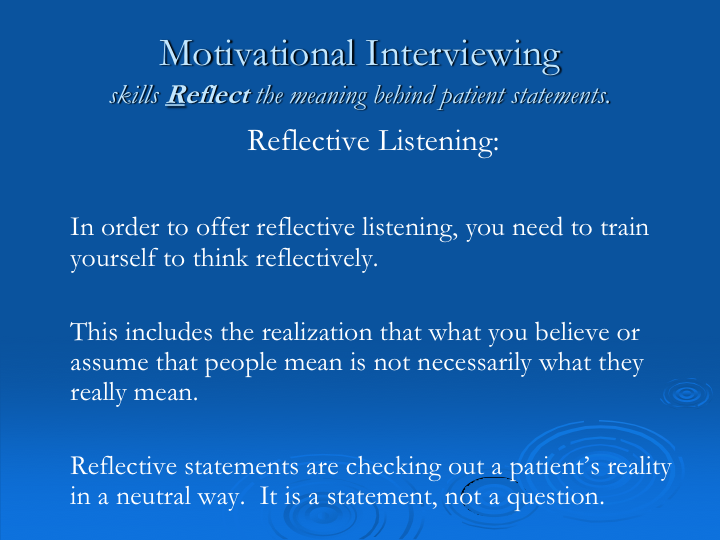 Motivational Interviewing
skills Reflect the meaning behind patient statements.
Reflective Listening:
In order to offer reflective listening, you need to train
yourself to think reflectively.
This includes the realization that what you believe or
assume that people mean is not necessarily what they
really mean.
Reflective statements are checking out a patient’s reality
in a neutral way.  It is a statement, not a question.